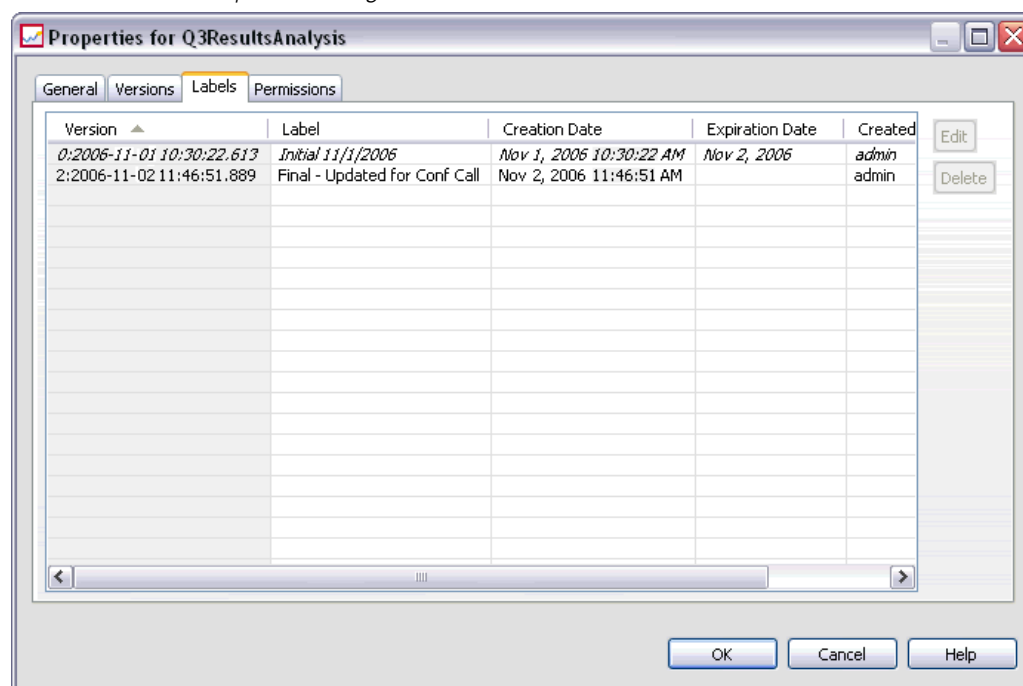 Properties for Q3ResultsAnalysis
General Versions Labels Permissions
Version Label Creation Date Expiration Date Created
0:2006-11-01 10:30:22.613 Initial 11/1/2006 Nov 1, 2006 10:30:22 AM Nov 2, 2006 admin
2:2006-11-02 11:46:51.889 Final - Updated for Conf Call Nov 2, 2006 11:46:51 AM admin
Edit
Delete
OK Cancel Help